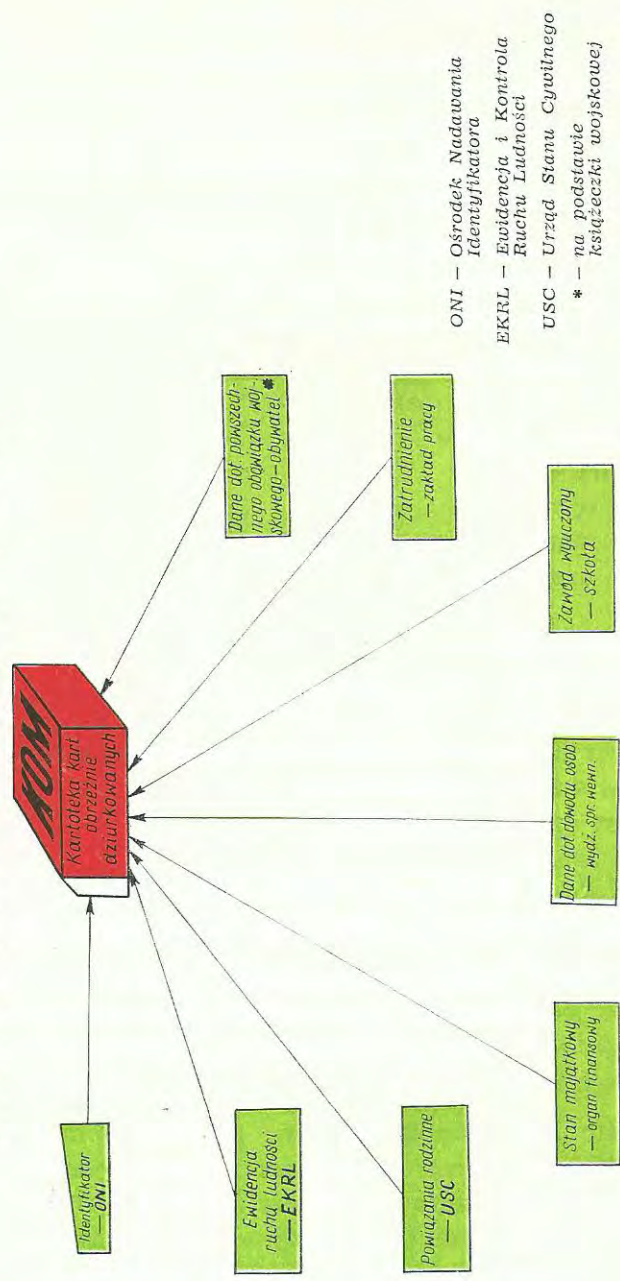 KOM
Kartoteka kart
obrzeżnie
dziurkowanych
Identyfikator
— ONI
Ewidencja
ruchu ludności
— EKRL
Powiązania rodzinne
— USC
Stan majątkowy
— organ finansowy
Dane dot. dowodu osob.
— wydz. spr. wewn.
Zawód wyuczony
— szkoła
Zatrudnienie
— zakład pracy
Dane dot. powszech-
nego obowiązku woj-
skowego—obywatel *
ONI — Ośrodek Nadawania
Identyfikatora
EKRL — Ewidencja i Kontrola
Ruchu Ludności
USC — Urząd Stanu Cywilnego
* — na podstawie
książeczki wojskowej